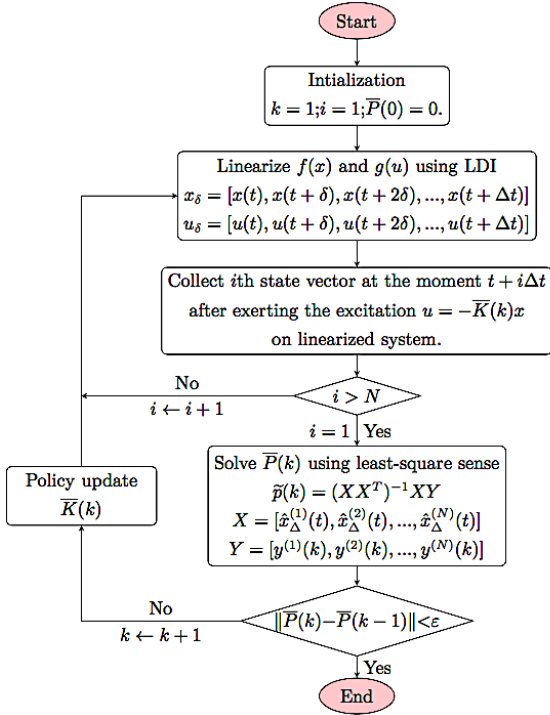 Start
Intialization
k = 1;i = 1;P̅(0) = 0.
Linearize f(x) and g(u) using LDI
x_δ = [x(t), x(t + δ), x(t + 2δ), ..., x(t + Δt)]
u_δ = [u(t), u(t + δ), u(t + 2δ), ..., u(t + Δt)]
Collect ith state vector at the moment t + iΔt
after exerting the excitation u = −K̅(k)x
on linearized system.
No
i ← i + 1
i > N
i = 1 Yes
Solve P̅(k) using least-square sense
p̃(k) = (XX^T)^{-1}XY
X = [x̂_Δ^{(1)}(t), x̂_Δ^{(2)}(t), ..., x̂_Δ^{(N)}(t)]
Y = [y^{(1)}(k), y^{(2)}(k), ..., y^{(N)}(k)]
Policy update
K̅(k)
No
k ← k + 1
‖P̅(k)−P̅(k − 1)‖<ε
Yes
End